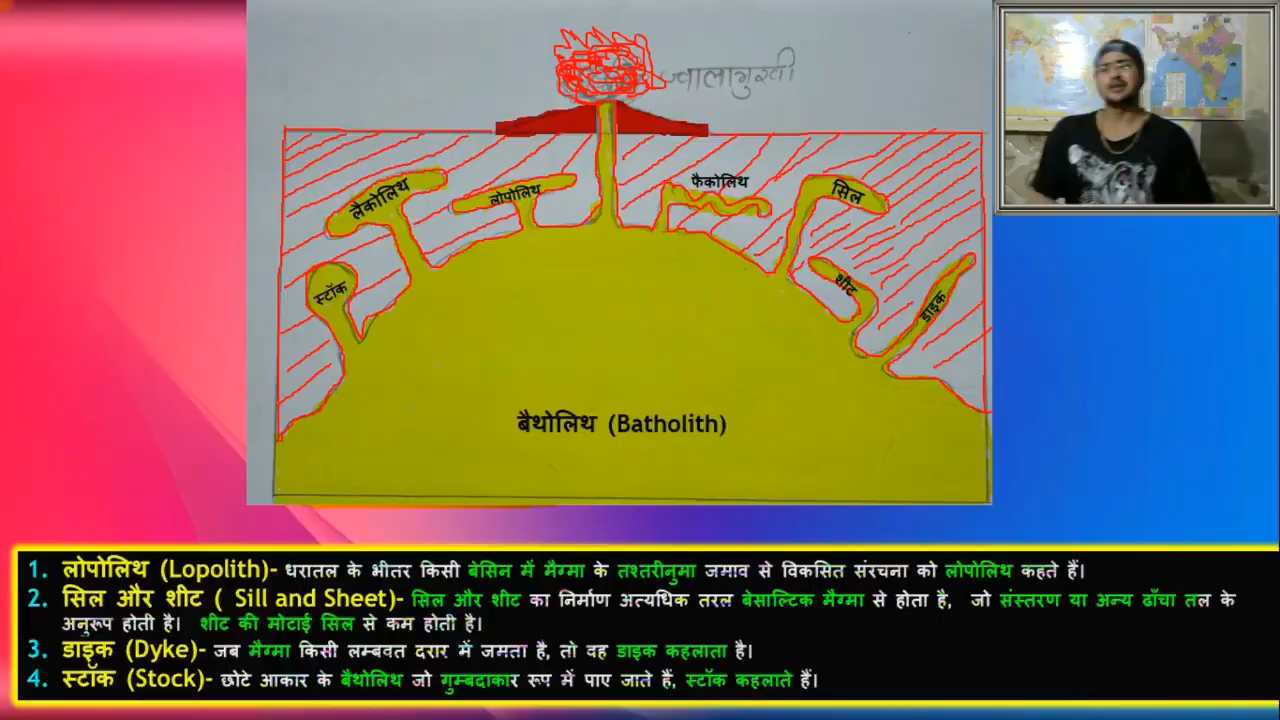 ज्वालामुखी
लैकोलिथ
लोपोलिथ
फैकोलिथ
सिल
स्टॉक
शीट
डाइक
बैथोलिथ (Batholith)
1. लोपोलिथ (Lopolith)- धरातल के भीतर किसी बेसिन में मैग्मा के तश्तरीनुमा जमाव से विकसित संरचना को लोपोलिथ कहते हैं।
2. सिल और शीट ( Sill and Sheet)- सिल और शीट का निर्माण अत्यधिक तरल बेसाल्टिक मैग्मा से होता है, जो संस्तरण या अन्य ढाँचा तल के
अनुरूप होती है। शीट की मोटाई सिल से कम होती है।
3. डाइक (Dyke)- जब मैग्मा किसी लम्बवत दरार में जमता है, तो वह डाइक कहलाता है।
4. स्टॉक (Stock)- छोटे आकार के बैथोलिथ जो गुम्बदाकार रूप में पाए जाते हैं, स्टॉक कहलाते हैं।